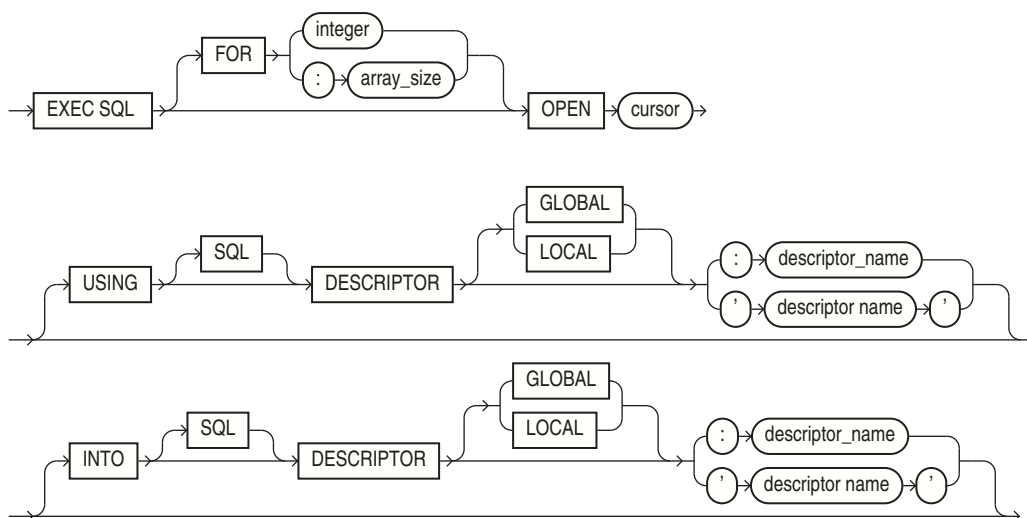 integer
FOR
: array_size
EXEC SQL OPEN cursor
GLOBAL
SQL LOCAL : descriptor_name
USING DESCRIPTOR ' descriptor name '
GLOBAL
SQL LOCAL : descriptor_name
INTO DESCRIPTOR ' descriptor name '